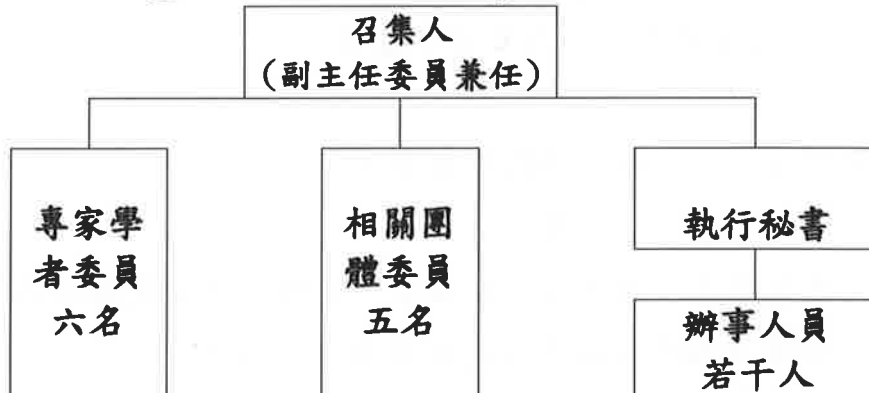 召集人
(副主任委員兼任)
專家學
者委員
六名
相關團
體委員
五名
執行秘書
辦事人員
若干人